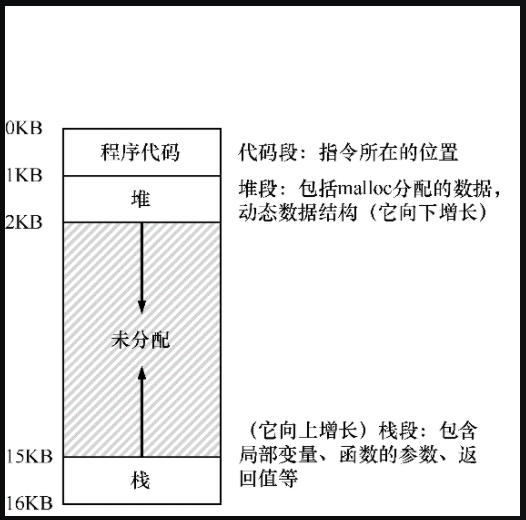 0KB
程序代码
代码段：指令所在的位置
1KB
堆
堆段：包括malloc分配的数据，
动态数据结构（它向下增长）
2KB
未分配
（它向上增长）栈段：包含
局部变量、函数的参数、返
回值等
15KB
栈
16KB